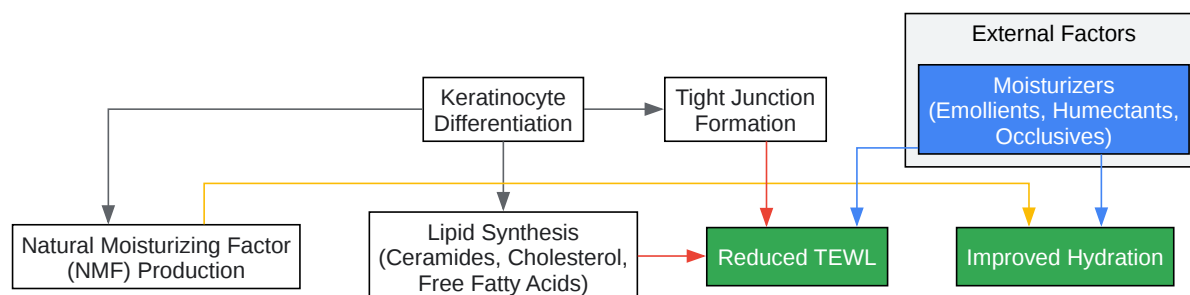 External Factors
Keratinocyte
Differentiation
Tight Junction
Formation
Moisturizers
(Emollients, Humectants,
Occlusives)
Natural Moisturizing Factor
(NMF) Production
Lipid Synthesis
(Ceramides, Cholesterol,
Free Fatty Acids)
Reduced TEWL
Improved Hydration